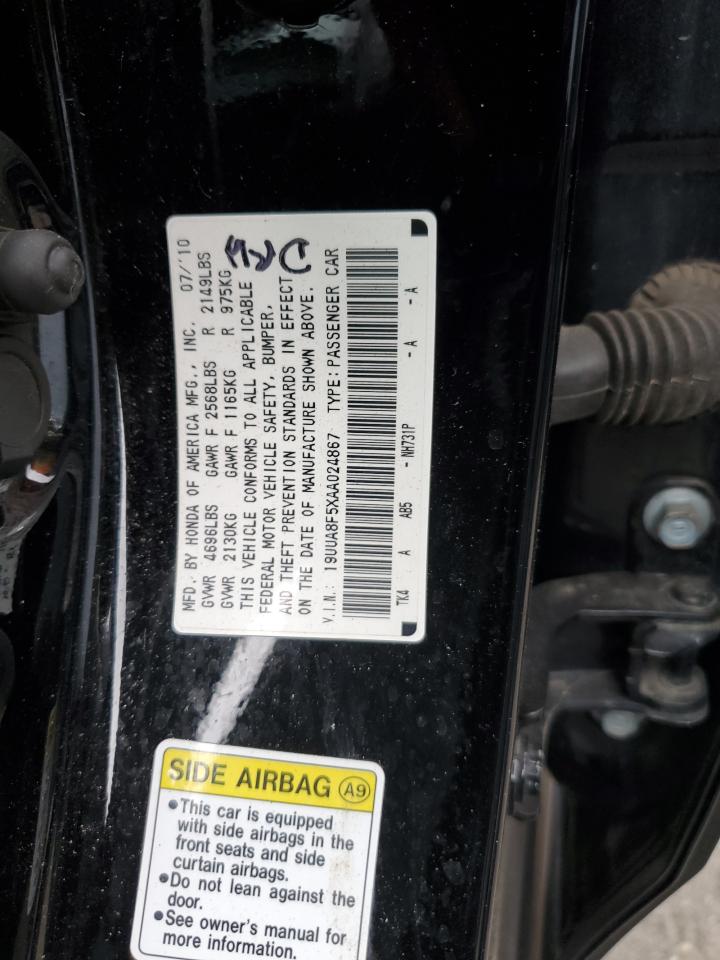 MFD. BY HONDA OF AMERICA MFG., INC. 07/'10
GVWR 4696LBS GAWR F 2568LBS R 2149LBS
GVWR 2130KG GAWR F 1165KG R 975KG
THIS VEHICLE CONFORMS TO ALL APPLICABLE
FEDERAL MOTOR VEHICLE SAFETY, BUMPER,
AND THEFT PREVENTION STANDARDS IN EFFECT
ON THE DATE OF MANUFACTURE SHOWN ABOVE.
V.I.N.: 19UUA8F5XAA024867 TYPE: PASSENGER CAR
TK4 A AB5 - NH731P - A - A
SIDE AIRBAG A9
•This car is equipped
with side airbags in the
front seats and side
curtain airbags.
•Do not lean against the
door.
•See owner's manual for
more information.